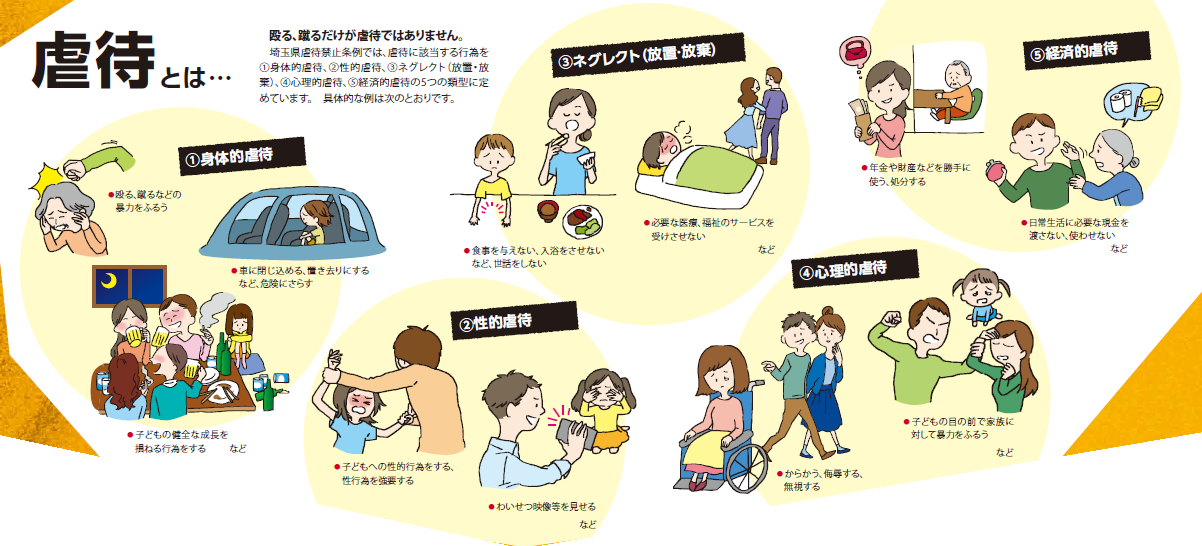 虐待とは…
殴る、蹴るだけが虐待ではありません。
埼玉県虐待禁止条例では、虐待に該当する行為を
①身体的虐待、②性的虐待、③ネグレクト（放置・放
棄）、④心理的虐待、⑤経済的虐待の5つの類型に定
めています。　具体的な例は次のとおりです。
①身体的虐待
●殴る、蹴るなどの
暴力をふるう
●車に閉じ込める、置き去りにする
など、危険にさらす
●子どもの健全な成長を
損ねる行為をする　など
②性的虐待
●子どもへの性的行為をする、
性行為を強要する
●わいせつ映像等を見せる
など
③ネグレクト（放置・放棄）
●食事を与えない、入浴をさせない
など、世話をしない
●必要な医療、福祉のサービスを
受けさせない
など
④心理的虐待
●からかう、侮辱する、
無視する
●子どもの目の前で家族に
対して暴力をふるう
など
⑤経済的虐待
●年金や財産などを勝手に
使う、処分する
●日常生活に必要な現金を
渡さない、使わせない
など